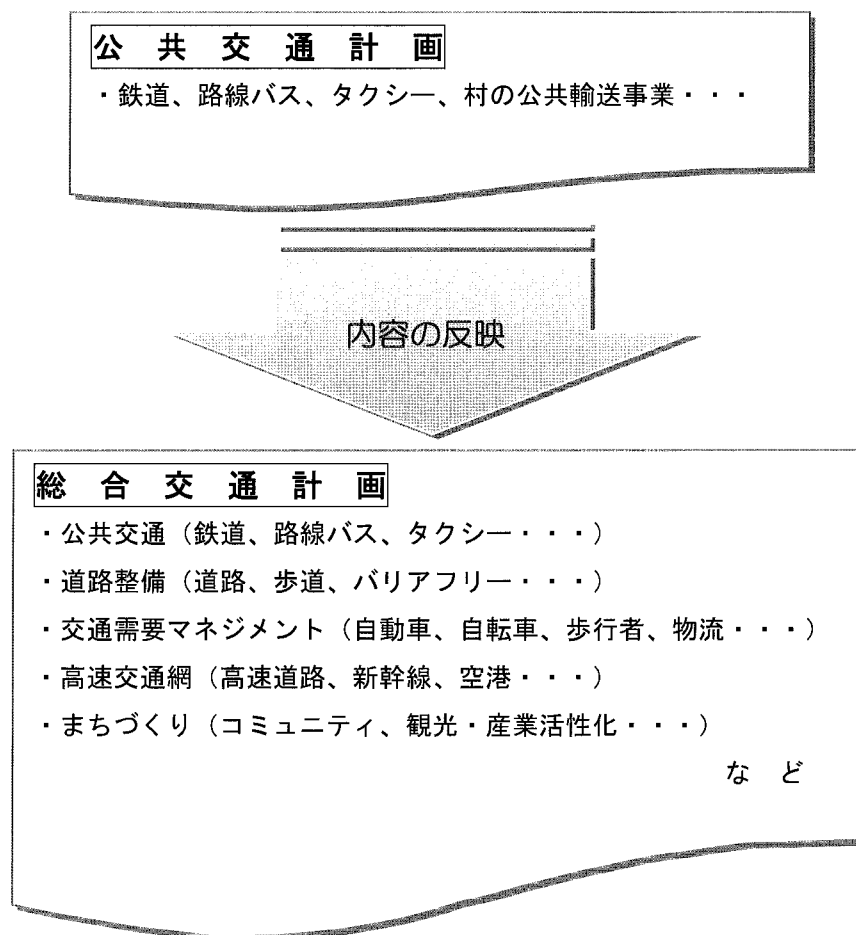 公共交通計画
・鉄道、路線バス、タクシー、村の公共輸送事業・・・
内容の反映
総合交通計画
・公共交通（鉄道、路線バス、タクシー・・・）
・道路整備（道路、歩道、バリアフリー・・・）
・交通需要マネジメント（自動車、自転車、歩行者、物流・・・）
・高速交通網（高速道路、新幹線、空港・・・）
・まちづくり（コミュニティ、観光・産業活性化・・・）
など